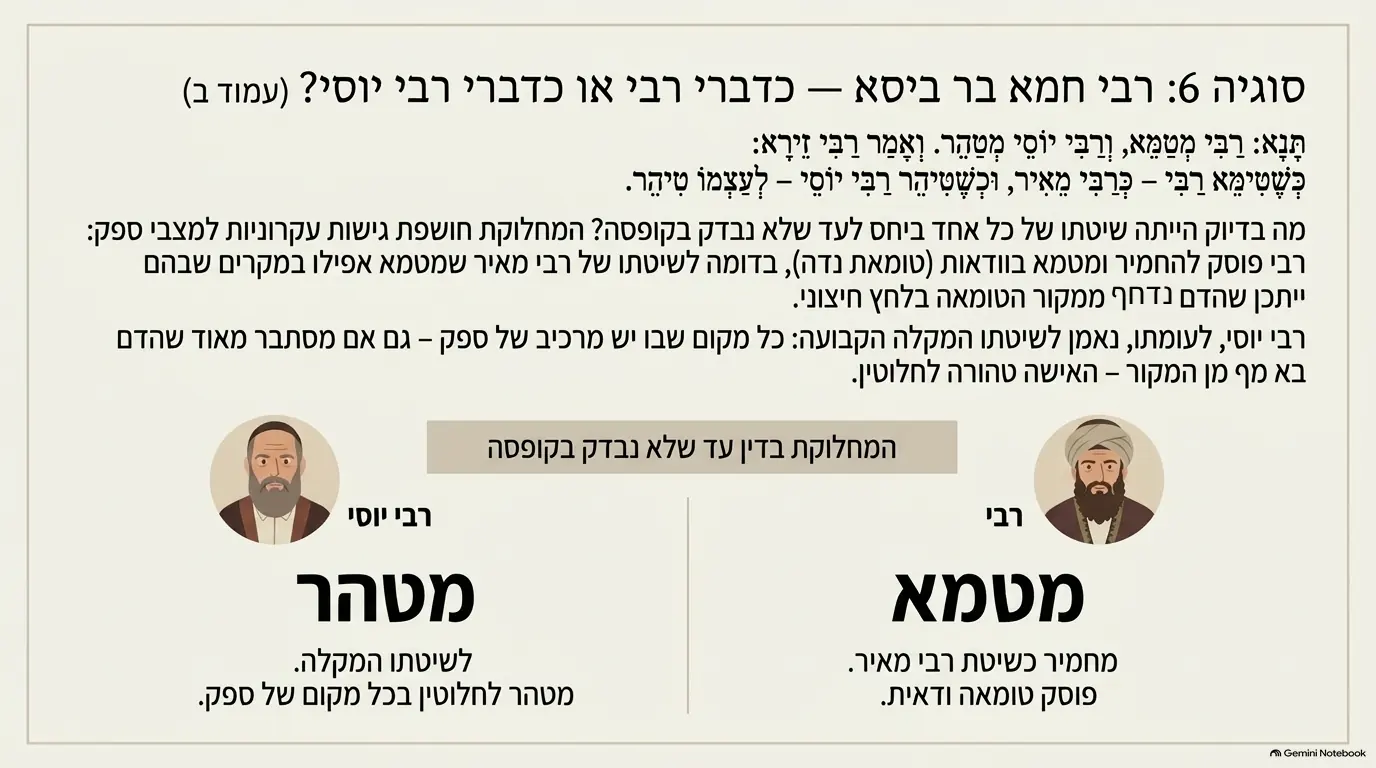 סוגיה 6: רבי חמא בר ביסא — כדברי רבי או כדברי רבי יוסי? (עמוד ב)
תָּנָא: רַבִּי מְטַמֵּא, וְרַבִּי יוֹסֵי מְטַהֵר. וְאָמַר רַבִּי זֵירָא:
כְּשֶׁטִּימֵּא רַבִּי – כְּרַבִּי מֵאִיר, וּכְשֶׁטִּיהֵר רַבִּי יוֹסֵי – לְעַצְמוֹ טִיהֵר.
מה בדיוק הייתה שיטתו של כל אחד ביחס לעד שלא נבדק בקופסה? המחלוקת חושפת גישות עקרוניות למצבי ספק:
רבי פוסק להחמיר ומטמא בוודאות (טומאת נדה), בדומה לשיטתו של רבי מאיר שמטמא אפילו במקרים שבהם
ייתכן שהדם נדחף ממקור הטומאה בלחץ חיצוני.
רבי יוסי, לעומתו, נאמן לשיטתו המקלה הקבועה: כל מקום שבו יש מרכיב של ספק – גם אם מסתבר מאוד שהדם
בא מף מן המקור – האישה טהורה לחלוטין.
המחלוקת בדין עד שלא נבדק בקופסה
רבי
מטמא
מחמיר כשיטת רבי מאיר.
פוסק טומאה ודאית.
רבי יוסי
מטהר
לשיטתו המקלה.
מטהר לחלוטין בכל מקום של ספק.
Gemini Notebook